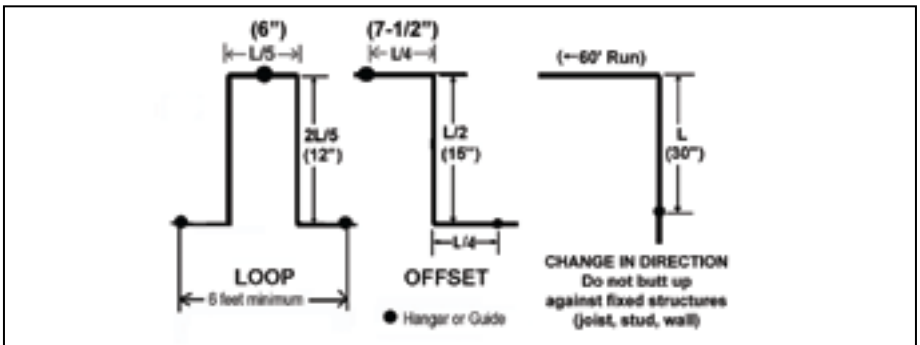 (6")
L/5
2L/5
(12")
LOOP
6 feet minimum
(7-1/2")
L/4
L/2
(15")
L/4
OFFSET
Hangar or Guide
(←60' Run)
L
(30")
CHANGE IN DIRECTION
Do not butt up
against fixed structures
(joist, stud, wall)